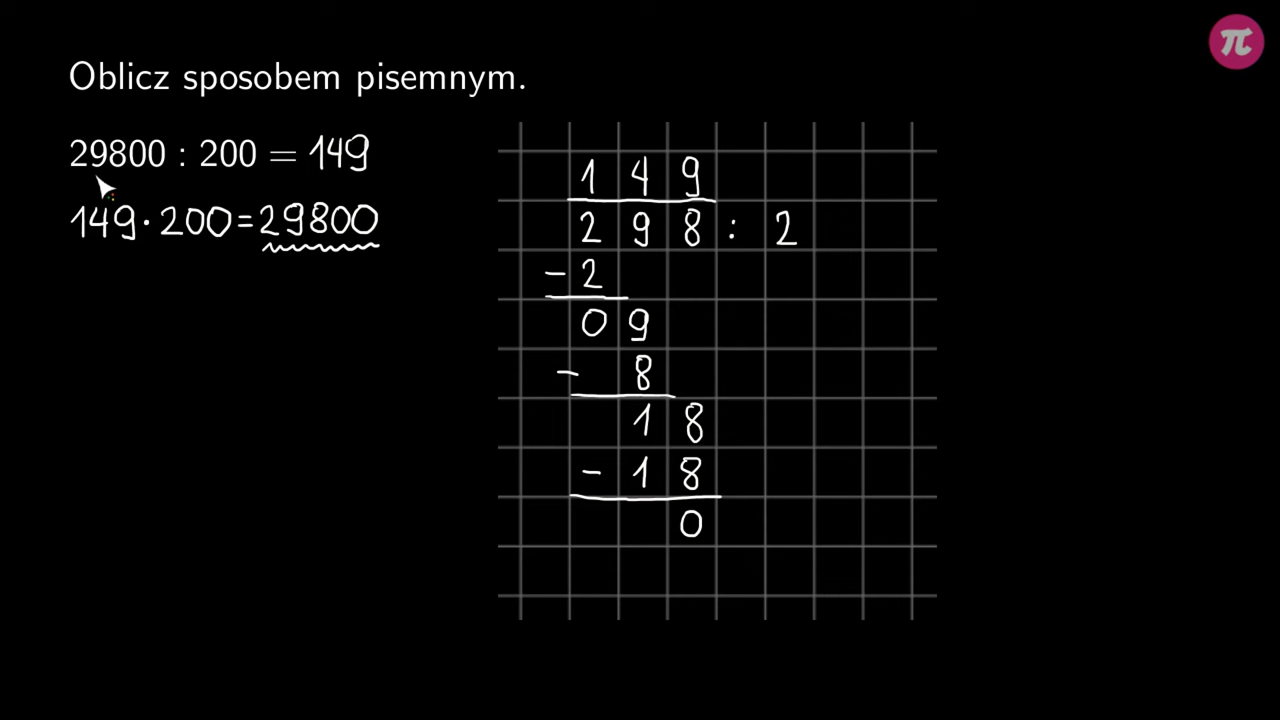 π
Oblicz sposobem pisemnym.
29800 : 200 = 149
149 · 200 = 29800
1 4 9
2 9 8 : 2
- 2
0 9
- 8
1 8
- 1 8
0